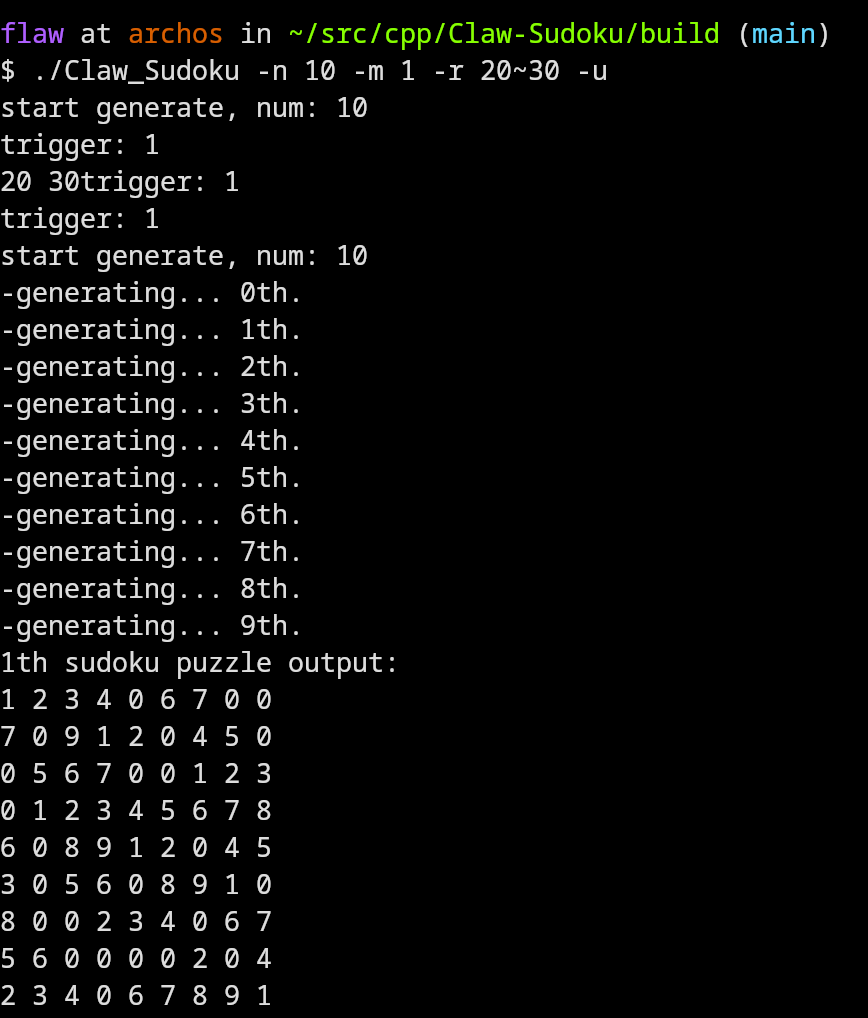 flaw at archos in ~/src/cpp/Claw-Sudoku/build (main)
$ ./Claw_Sudoku -n 10 -m 1 -r 20~30 -u
start generate, num: 10
trigger: 1
20 30trigger: 1
trigger: 1
start generate, num: 10
-generating... 0th.
-generating... 1th.
-generating... 2th.
-generating... 3th.
-generating... 4th.
-generating... 5th.
-generating... 6th.
-generating... 7th.
-generating... 8th.
-generating... 9th.
1th sudoku puzzle output:
1 2 3 4 0 6 7 0 0
7 0 9 1 2 0 4 5 0
0 5 6 7 0 0 1 2 3
0 1 2 3 4 5 6 7 8
6 0 8 9 1 2 0 4 5
3 0 5 6 0 8 9 1 0
8 0 0 2 3 4 0 6 7
5 6 0 0 0 0 2 0 4
2 3 4 0 6 7 8 9 1